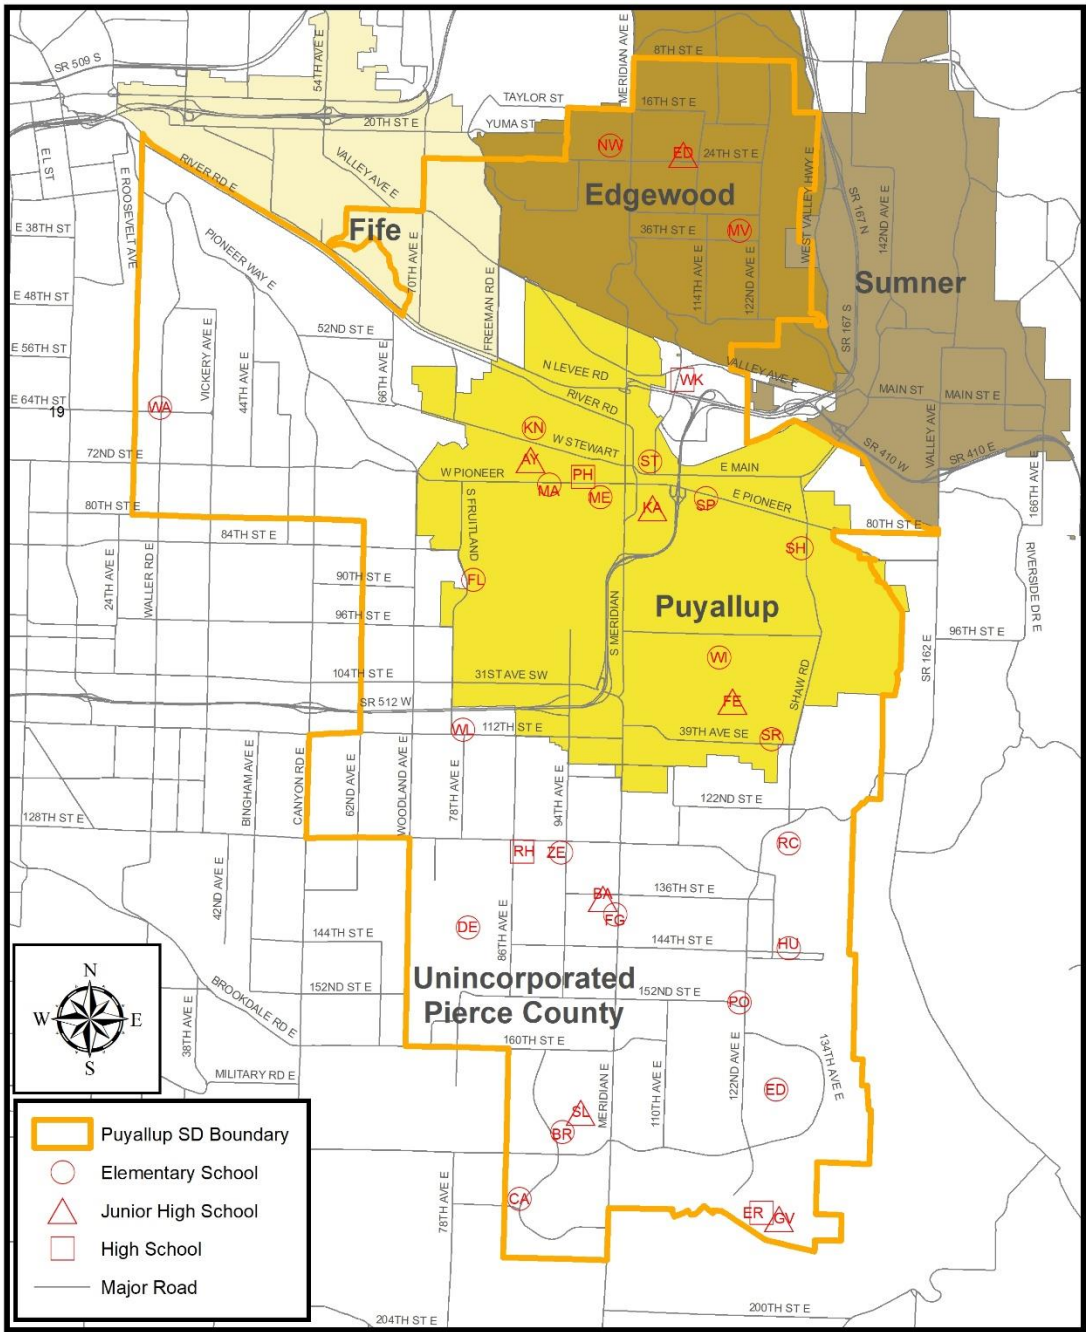 8TH ST E
MERIDIAN AVE E
54TH AVE E
SR 509 S
TAYLOR ST
16TH ST E
20TH ST E
YUMA ST
NW
ED
24TH ST E
EL ST
E ROOSEVELT AVE
RIVER RD E
VALLEY AVE E
Edgewood
WEST VALLEY HWY E
SR 167 N
142ND AVE E
E 38TH ST
Fife
36TH ST E
MV
PIONEER WAY E
70TH AVE E
FREEMAN RD E
114TH AVE E
122ND AVE E
Sumner
E 48TH ST
52ND ST E
SR 167 S
E 56TH ST
VICKERY AVE E
44TH AVE E
66TH AVE E
N LEVEE RD
VALLEY AVE E
WK
MAIN ST
MAIN ST E
E 64TH ST
19
WA
RIVER RD
KN
W STEWART
VALLEY AVE
SR 410 W
SR 410 E
72ND ST E
W PIONEER
AY
PH
ST
E MAIN
MA
ME
KA
SP
E PIONEER
166TH AVE E
80TH ST E
84TH ST E
S FRUITLAND
80TH ST E
SH
24TH AVE E
WALLER RD E
90TH ST E
FL
RIVERSIDE DR E
96TH ST E
S MERIDIAN
Puyallup
96TH ST E
WI
SR 162 E
104TH ST E
31ST AVE SW
SHAW RD
SR 512 W
FE
WL
112TH ST E
39TH AVE SE
SR
BINGHAM AVE E
CANYON RD E
62ND AVE E
WOODLAND AVE E
78TH AVE E
94TH AVE E
122ND ST E
128TH ST E
RH
ZE
RC
42ND AVE E
BA
136TH ST E
FG
DE
86TH AVE E
144TH ST E
144TH ST E
HU
Unincorporated
Pierce County
152ND ST E
152ND ST E
PO
BROOKDALE RD E
38TH AVE E
160TH ST E
MILITARY RD E
MERIDIAN E
110TH AVE E
122ND AVE E
134TH AVE E
ED
SL
BR
78TH AVE E
CA
ER
GV
204TH ST E
200TH ST E
N
W
E
S
Puyallup SD Boundary
Elementary School
Junior High School
High School
Major Road